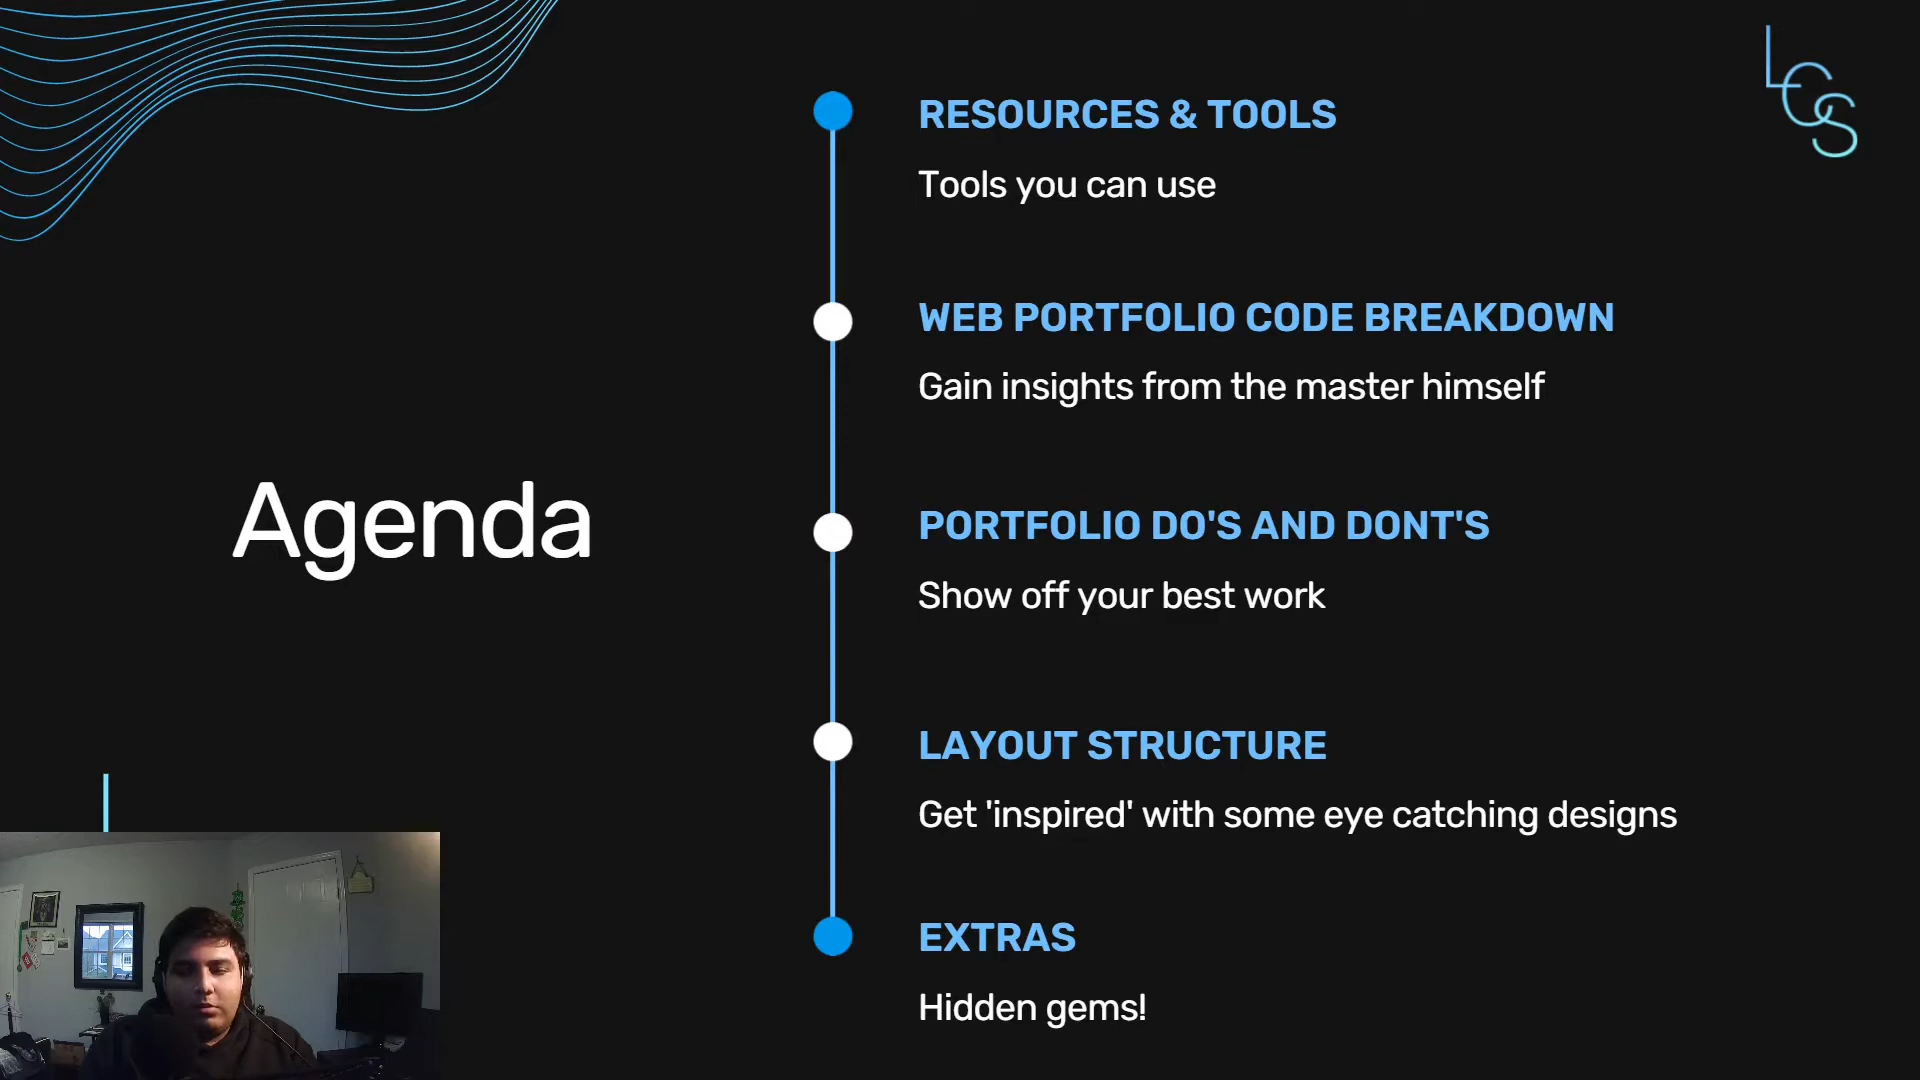 LCS
RESOURCES & TOOLS
Tools you can use
WEB PORTFOLIO CODE BREAKDOWN
Gain insights from the master himself
Agenda
PORTFOLIO DO'S AND DONT'S
Show off your best work
LAYOUT STRUCTURE
Get 'inspired' with some eye catching designs
EXTRAS
Hidden gems!